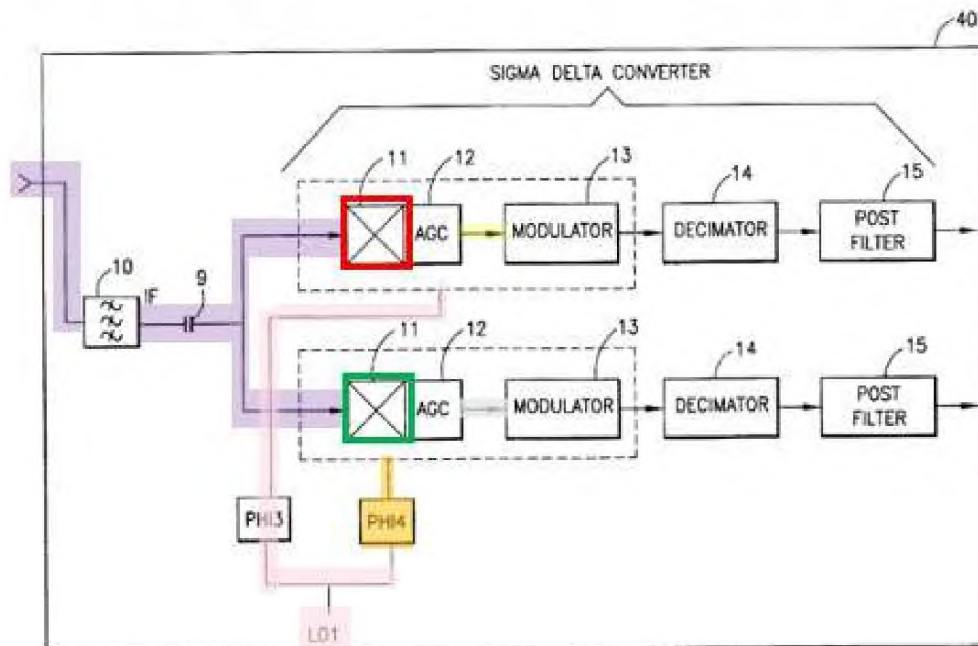 40
SIGMA DELTA CONVERTER
11 12 13 14 15
AGC MODULATOR DECIMATOR POST FILTER
10 IF 9
11 12 13 14 15
AGC MODULATOR DECIMATOR POST FILTER
PHI3 PHI4
LO1